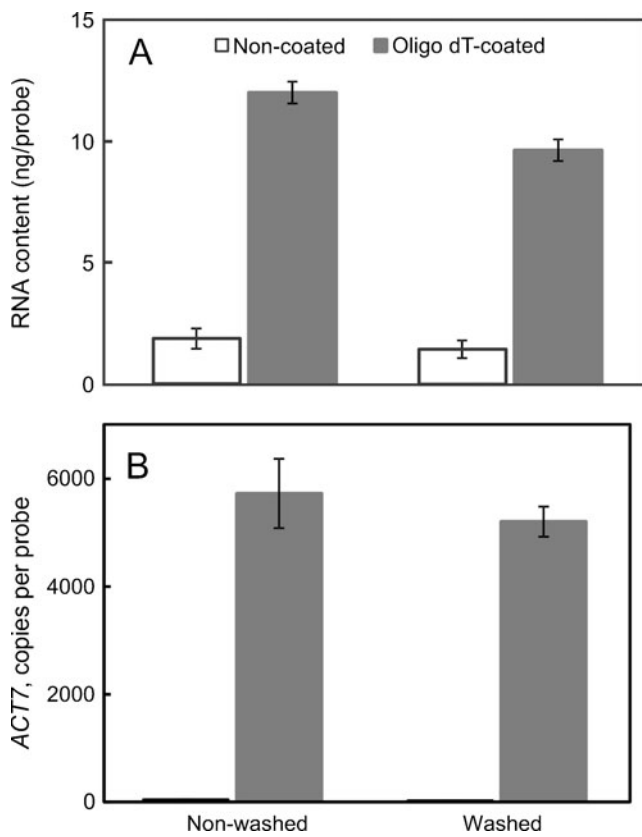 A
Non-coated
Oligo dT-coated
RNA content (ng/probe)
15
10
5
0
B
ACT7, copies per probe
6000
4000
2000
0
Non-washed
Washed